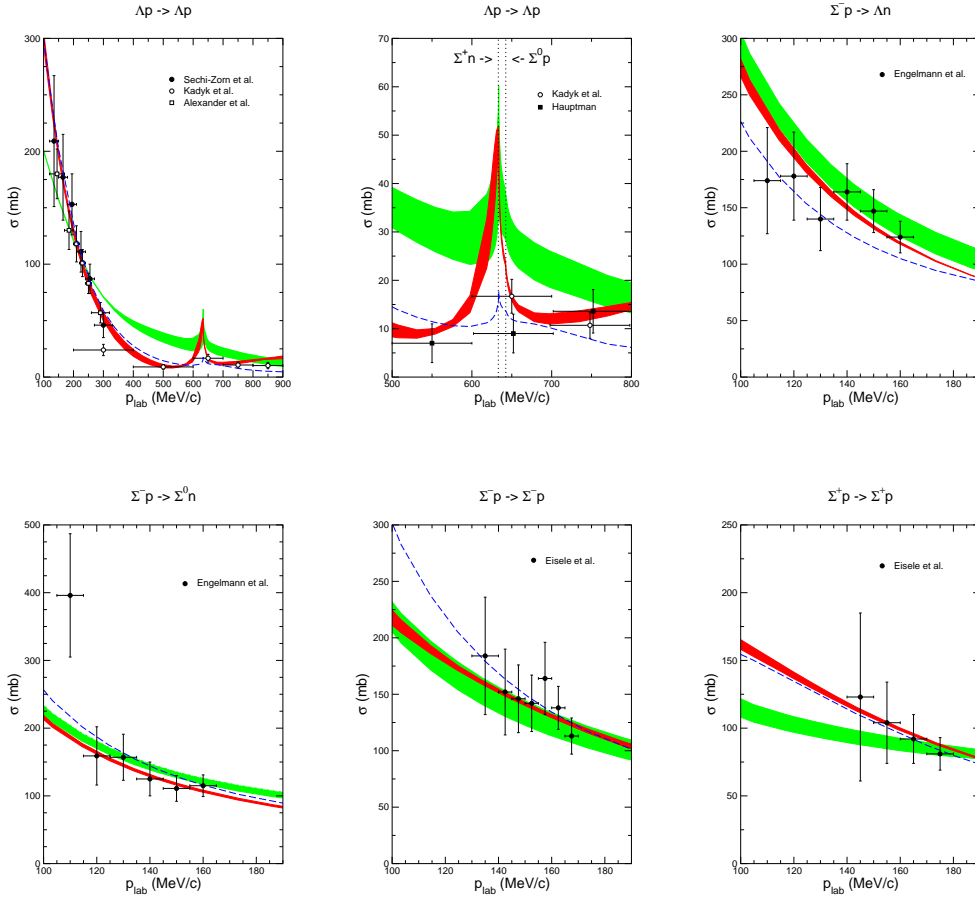 Λp -> Λp
Sechi-Zorn et al.
Kadyk et al.
Alexander et al.
σ (mb)
300
200
100
0
100 200 300 400 500 600 700 800 900
p_lab (MeV/c)
Λp -> Λp
Σ⁺n -> <- Σ⁰p
Kadyk et al.
Hauptman
σ (mb)
70
60
50
40
30
20
10
0
500 600 700 800
p_lab (MeV/c)
Σ⁻p -> Λn
Engelmann et al.
σ (mb)
300
250
200
150
100
50
0
100 120 140 160 180
p_lab (MeV/c)
Σ⁻p -> Σ⁰n
Engelmann et al.
σ (mb)
500
400
300
200
100
0
100 120 140 160 180
p_lab (MeV/c)
Σ⁻p -> Σ⁻p
Eisele et al.
σ (mb)
300
250
200
150
100
50
0
100 120 140 160 180
p_lab (MeV/c)
Σ⁺p -> Σ⁺p
Eisele et al.
σ (mb)
250
200
150
100
50
0
100 120 140 160 180
p_lab (MeV/c)